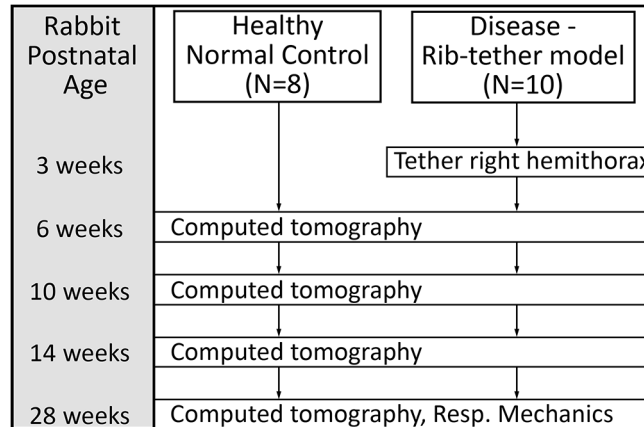 Rabbit
Postnatal
Age
Healthy
Normal Control
(N=8)
Disease -
Rib-tether model
(N=10)
3 weeks
Tether right hemithorax
6 weeks
Computed tomography
10 weeks
Computed tomography
14 weeks
Computed tomography
28 weeks
Computed tomography, Resp. Mechanics